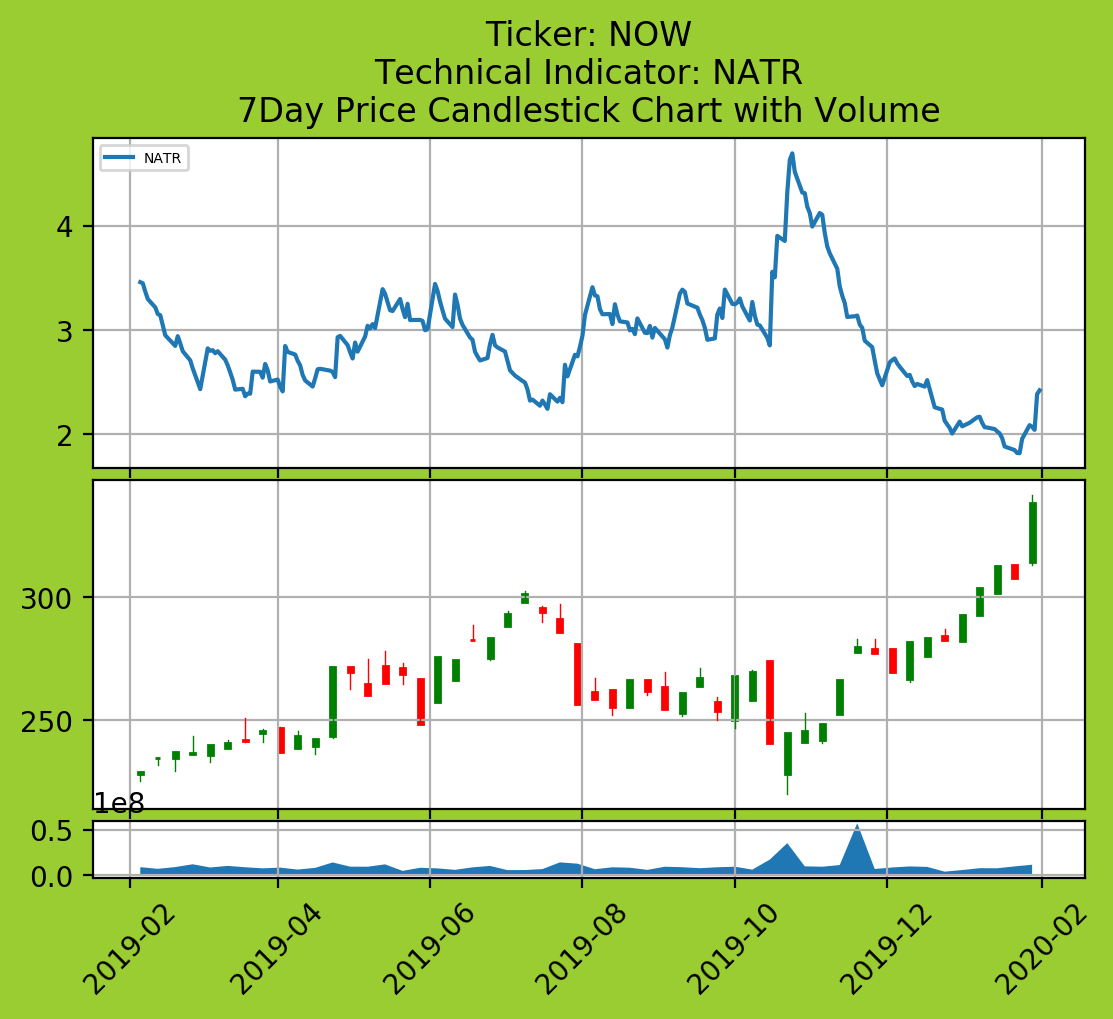 Ticker: NOW
Technical Indicator: NATR
7Day Price Candlestick Chart with Volume
NATR
4
3
2
300
250
1e8
0.5
0.0
2019-02
2019-04
2019-06
2019-08
2019-10
2019-12
2020-02